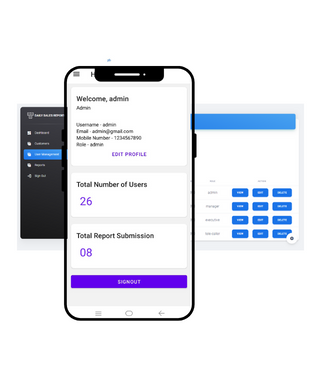 H
Welcome, admin
Admin
Username - admin
Email - admin@gmail.com
Mobile Number - 1234567890
Role - admin
EDIT PROFILE
Total Number of Users
26
Total Report Submission
08
SIGNOUT
DAILY SALES REPORT
Dashboard
Customers
User Management
Reports
Sign Out
admin VIEW EDIT DELETE
manager VIEW EDIT DELETE
executive VIEW EDIT DELETE
VIEW EDIT DELETE